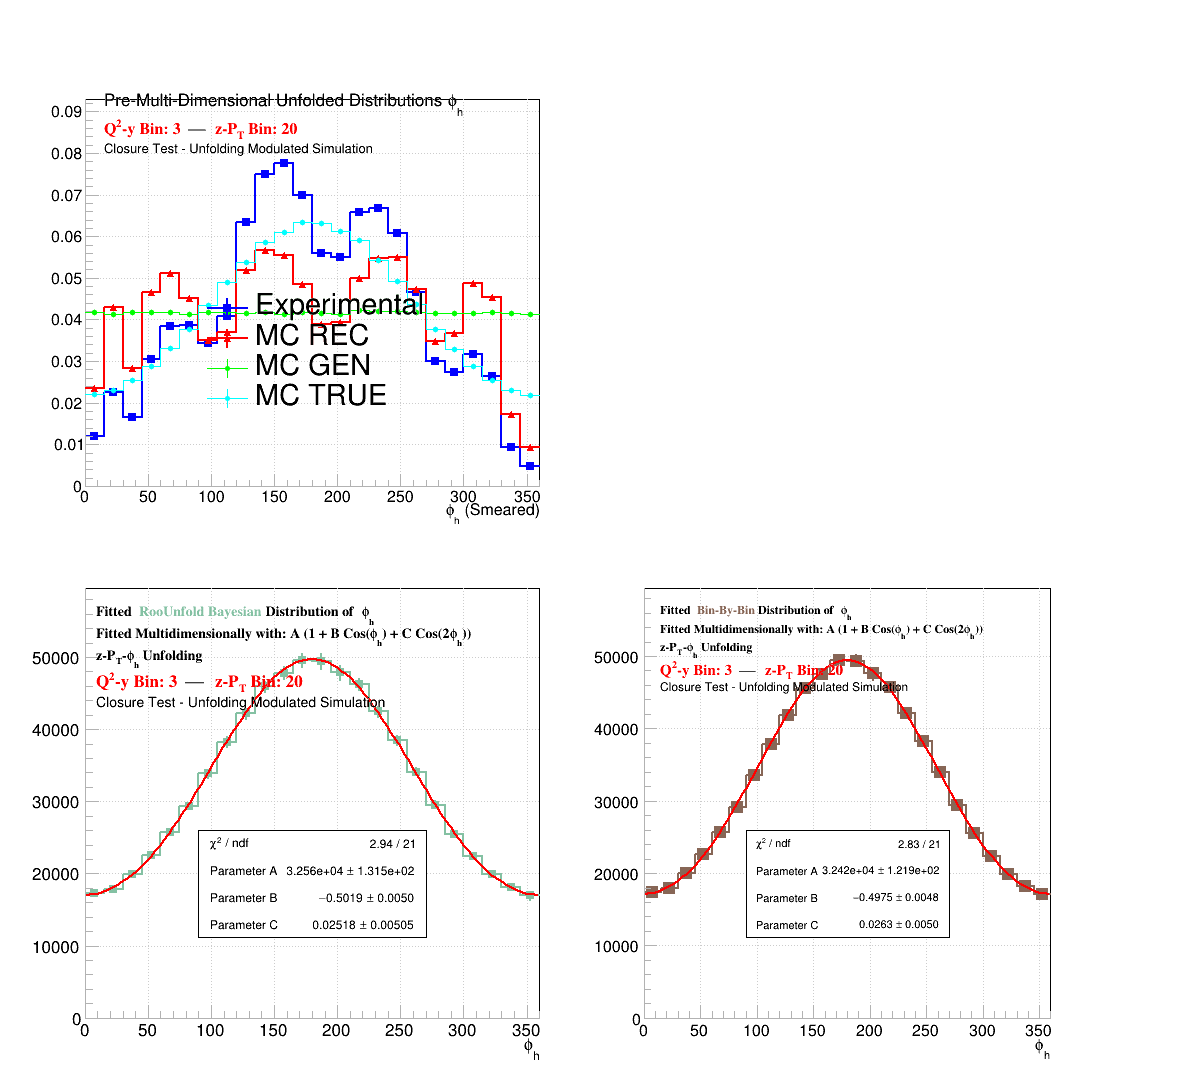 Pre-Multi-Dimensional Unfolded Distributions ϕh
Q²-y Bin: 3 — z-PT Bin: 20
Closure Test - Unfolding Modulated Simulation
0.09
0.08
0.07
0.06
0.05
0.04
0.03
0.02
0.01
0
Experimental
MC REC
MC GEN
MC TRUE
0 50 100 150 200 250 300 350
ϕh (Smeared)
Fitted RooUnfold Bayesian Distribution of ϕh
Fitted Multidimensionally with: A (1 + B Cos(ϕh) + C Cos(2ϕh))
z-PT-ϕh Unfolding
Q²-y Bin: 3 — z-PT Bin: 20
Closure Test - Unfolding Modulated Simulation
50000
40000
30000
20000
10000
0
χ² / ndf 2.94 / 21
Parameter A 3.256e+04 ± 1.315e+02
Parameter B −0.5019 ± 0.0050
Parameter C 0.02518 ± 0.00505
0 50 100 150 200 250 300 350
ϕh
Fitted Bin-By-Bin Distribution of ϕh
Fitted Multidimensionally with: A (1 + B Cos(ϕh) + C Cos(2ϕh))
z-PT-ϕh Unfolding
Q²-y Bin: 3 — z-PT Bin: 20
Closure Test - Unfolding Modulated Simulation
50000
40000
30000
20000
10000
0
χ² / ndf 2.83 / 21
Parameter A 3.242e+04 ± 1.219e+02
Parameter B −0.4975 ± 0.0048
Parameter C 0.0263 ± 0.0050
0 50 100 150 200 250 300 350
ϕh